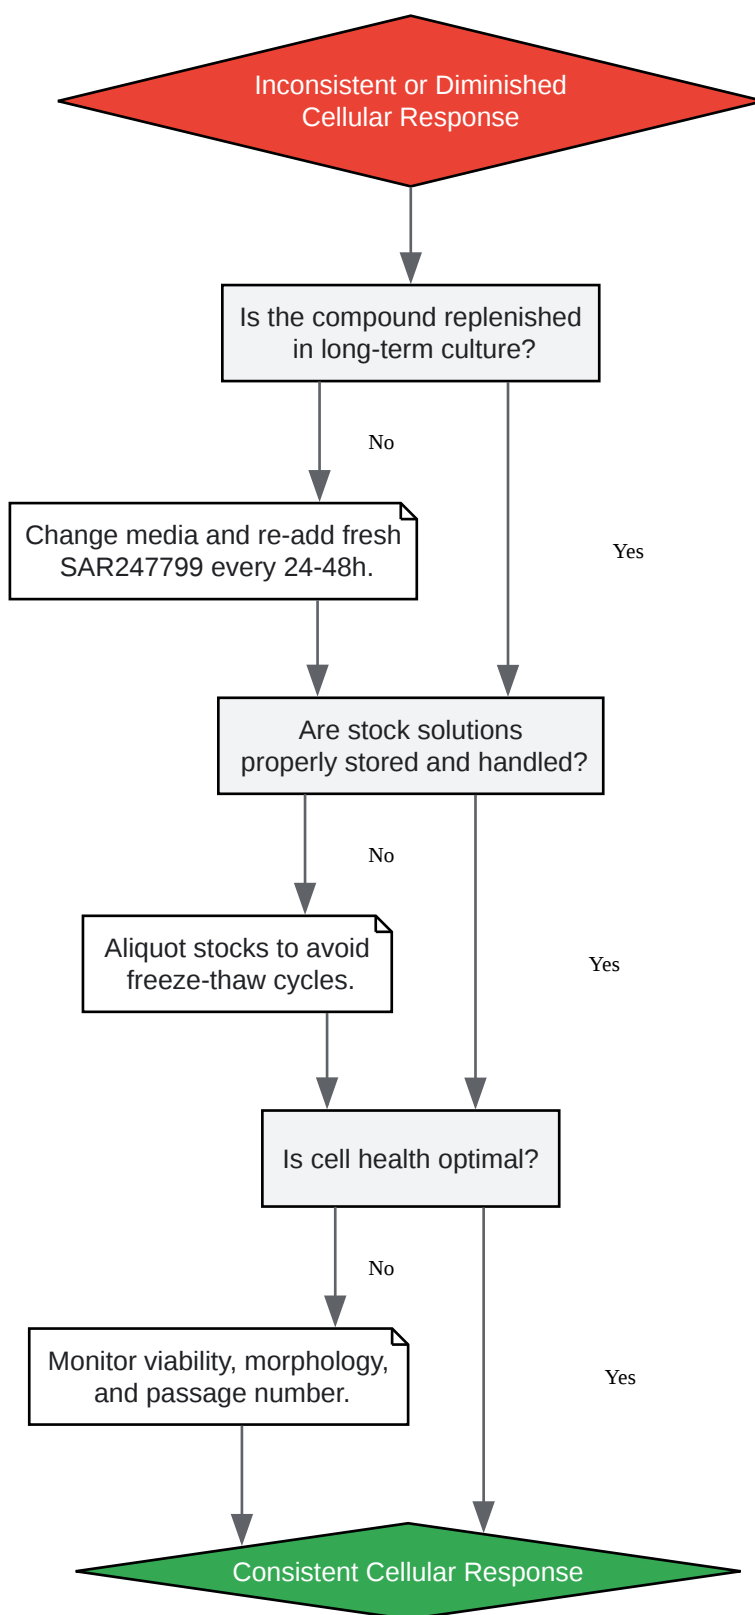 Inconsistent or Diminished
Cellular Response
Is the compound replenished
in long-term culture?
No
Change media and re-add fresh
SAR247799 every 24-48h.
Yes
Are stock solutions
properly stored and handled?
No
Aliquot stocks to avoid
freeze-thaw cycles.
Yes
Is cell health optimal?
No
Monitor viability, morphology,
and passage number.
Yes
Consistent Cellular Response